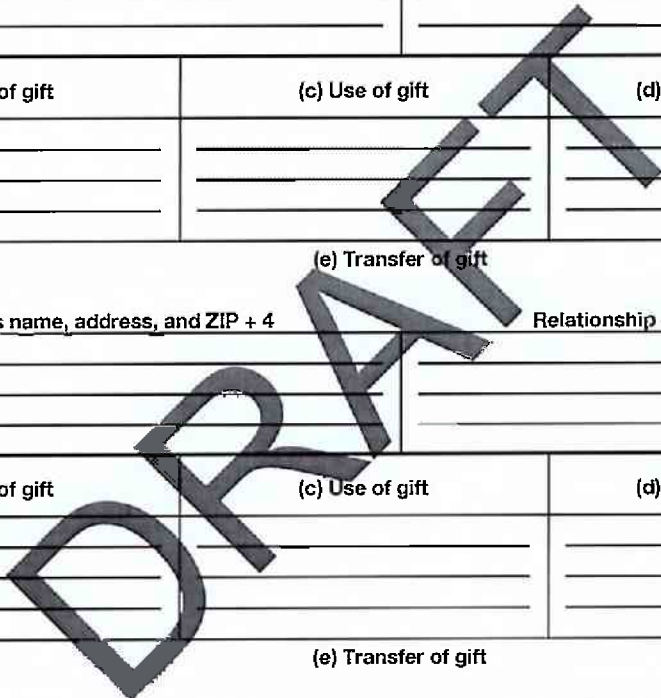 of gift (c) Use of gift (d)
(e) Transfer of gift
s name, address, and ZIP + 4 Relationship
of gift (c) Use of gift (d)
(e) Transfer of gift
DRAFT